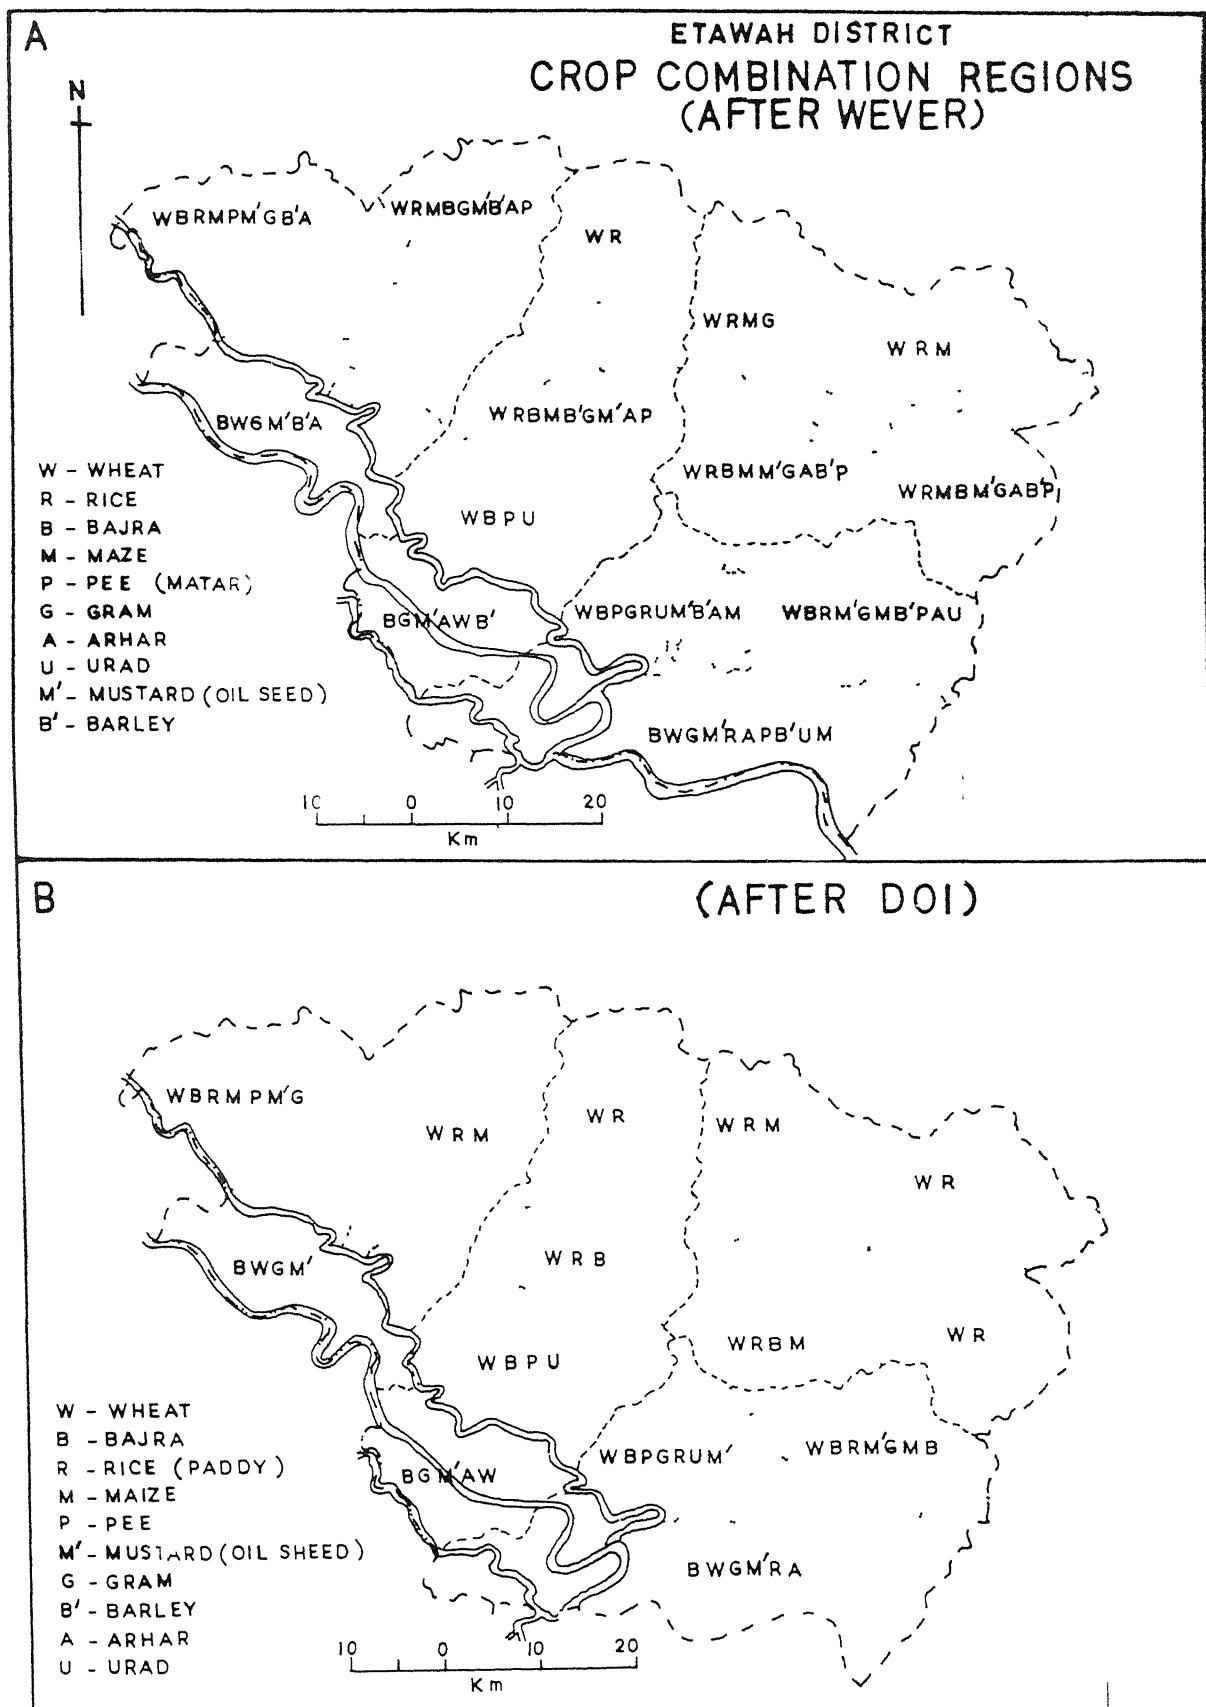 A
ETAWAH DISTRICT
CROP COMBINATION REGIONS
(AFTER WEVER)
N
WBRMPM'GB'A
WRMBGM'B'AP
WR
WRMG
WRM
BWGM'B'A
WRBMB'GM'AP
WRBMM'GAB'P
WRMBM'GAB'P
WBPU
BGM'AWB'
WBPGRUM'B'AM
WBRM'GMB'PAU
BWGM'RAPB'UM
W - WHEAT
R - RICE
B - BAJRA
M - MAZE
P - PEE (MATAR)
G - GRAM
A - ARHAR
U - URAD
M' - MUSTARD (OIL SEED)
B' - BARLEY
10 0 10 20
Km
B
(AFTER DOI)
WBRMPM'G
WRM
WR
WRM
WR
BWGM'
WRB
WRBM
WR
WBPU
BGM'AW
WBPGRUM'
WBRM'GMB
BWGM'RA
W - WHEAT
B - BAJRA
R - RICE (PADDY)
M - MAIZE
P - PEE
M' - MUSTARD (OIL SHEED)
G - GRAM
B' - BARLEY
A - ARHAR
U - URAD
10 0 10 20
Km